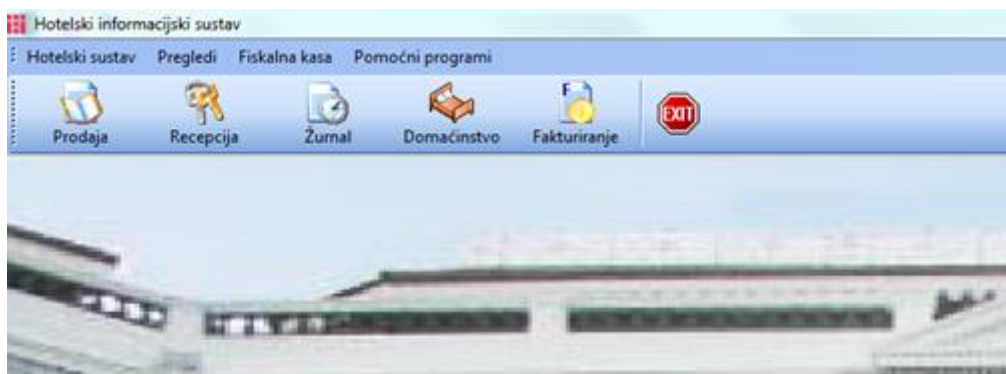 Hotelski informacijski sustav
Hotelski sustav Pregledi Fiskalna kasa Pomoćni programi
Prodaja Recepcija Žurnal Domaćinstvo Fakturiranje EXIT